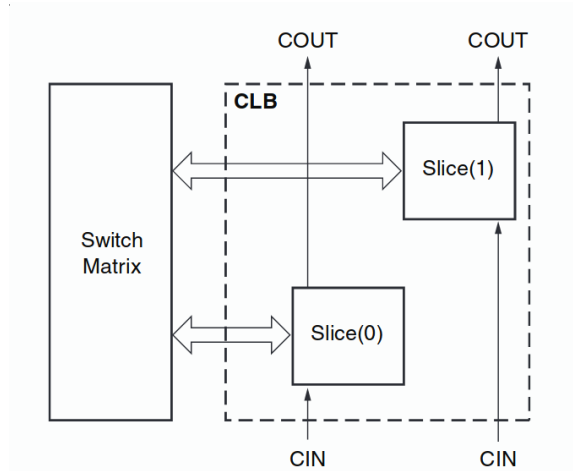 COUT COUT
CLB
Slice(1)
Switch
Matrix
Slice(0)
CIN CIN